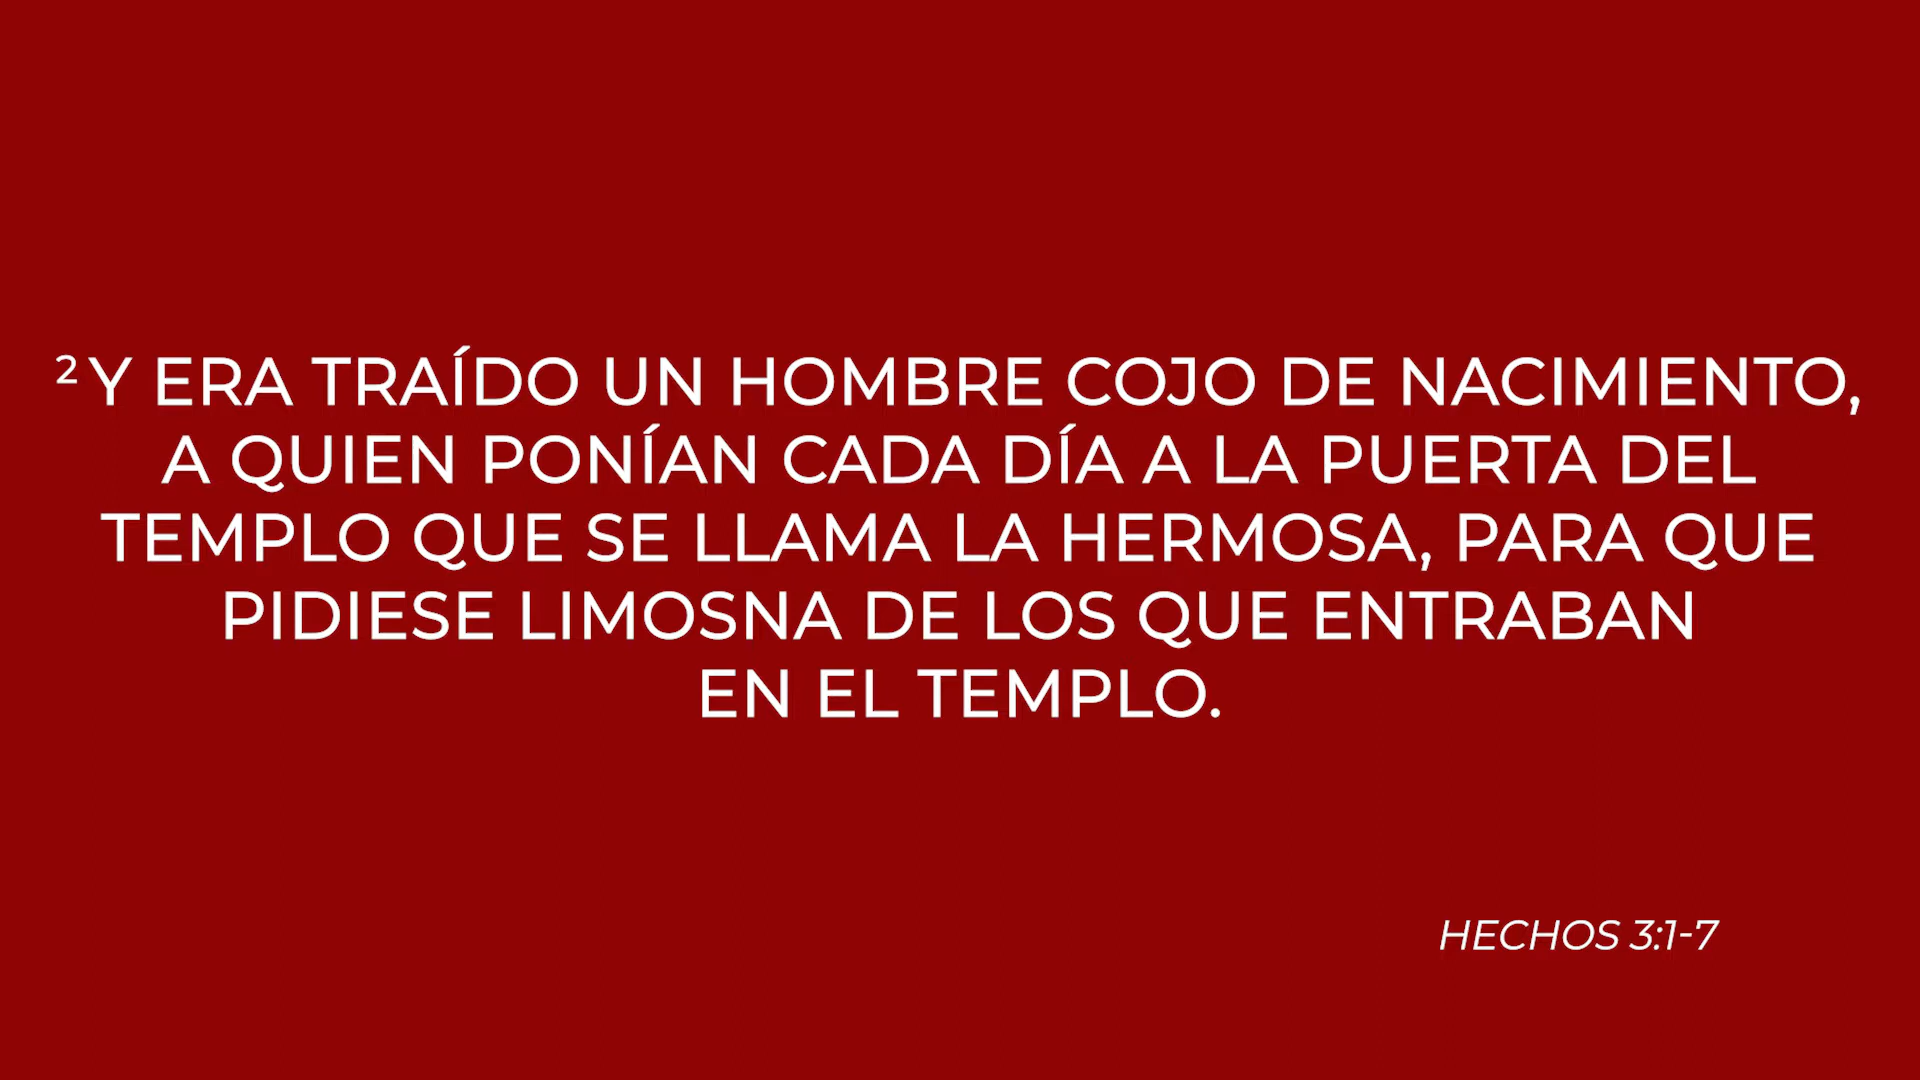 ² Y ERA TRAÍDO UN HOMBRE COJO DE NACIMIENTO,
A QUIEN PONÍAN CADA DÍA A LA PUERTA DEL
TEMPLO QUE SE LLAMA LA HERMOSA, PARA QUE
PIDIESE LIMOSNA DE LOS QUE ENTRABAN
EN EL TEMPLO.
HECHOS 3:1-7